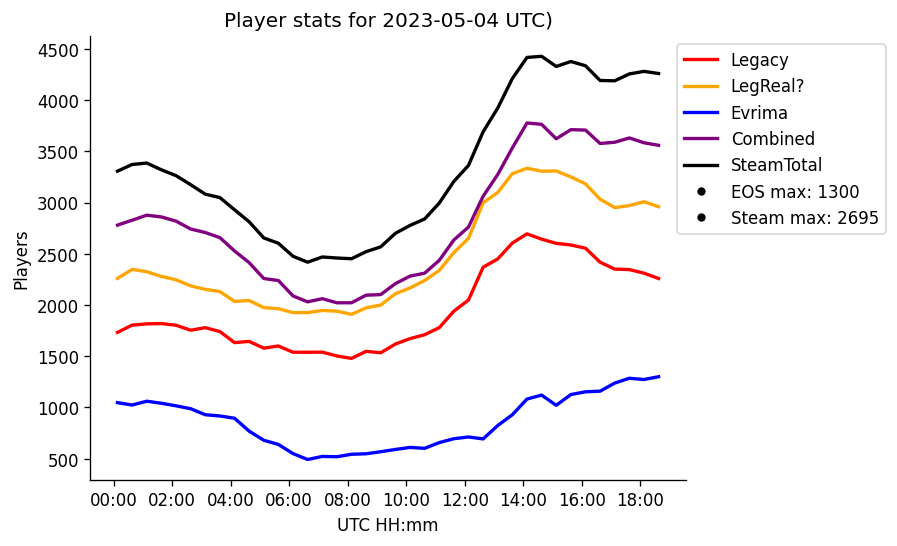 Player stats for 2023-05-04 UTC)
4500
4000
3500
3000
2500
2000
1500
1000
500
Players
00:00 02:00 04:00 06:00 08:00 10:00 12:00 14:00 16:00 18:00
UTC HH:mm
Legacy
LegReal?
Evrima
Combined
SteamTotal
EOS max: 1300
Steam max: 2695